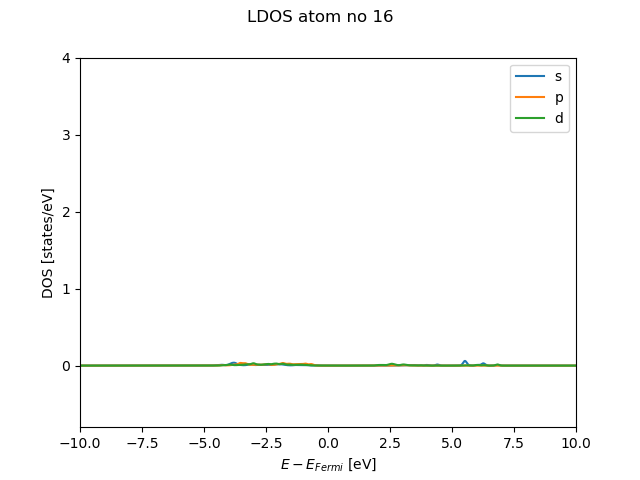 LDOS atom no 16
4
3
2
1
0
DOS [states/eV]
s
p
d
−10.0 −7.5 −5.0 −2.5 0.0 2.5 5.0 7.5 10.0
E − E_Fermi [eV]